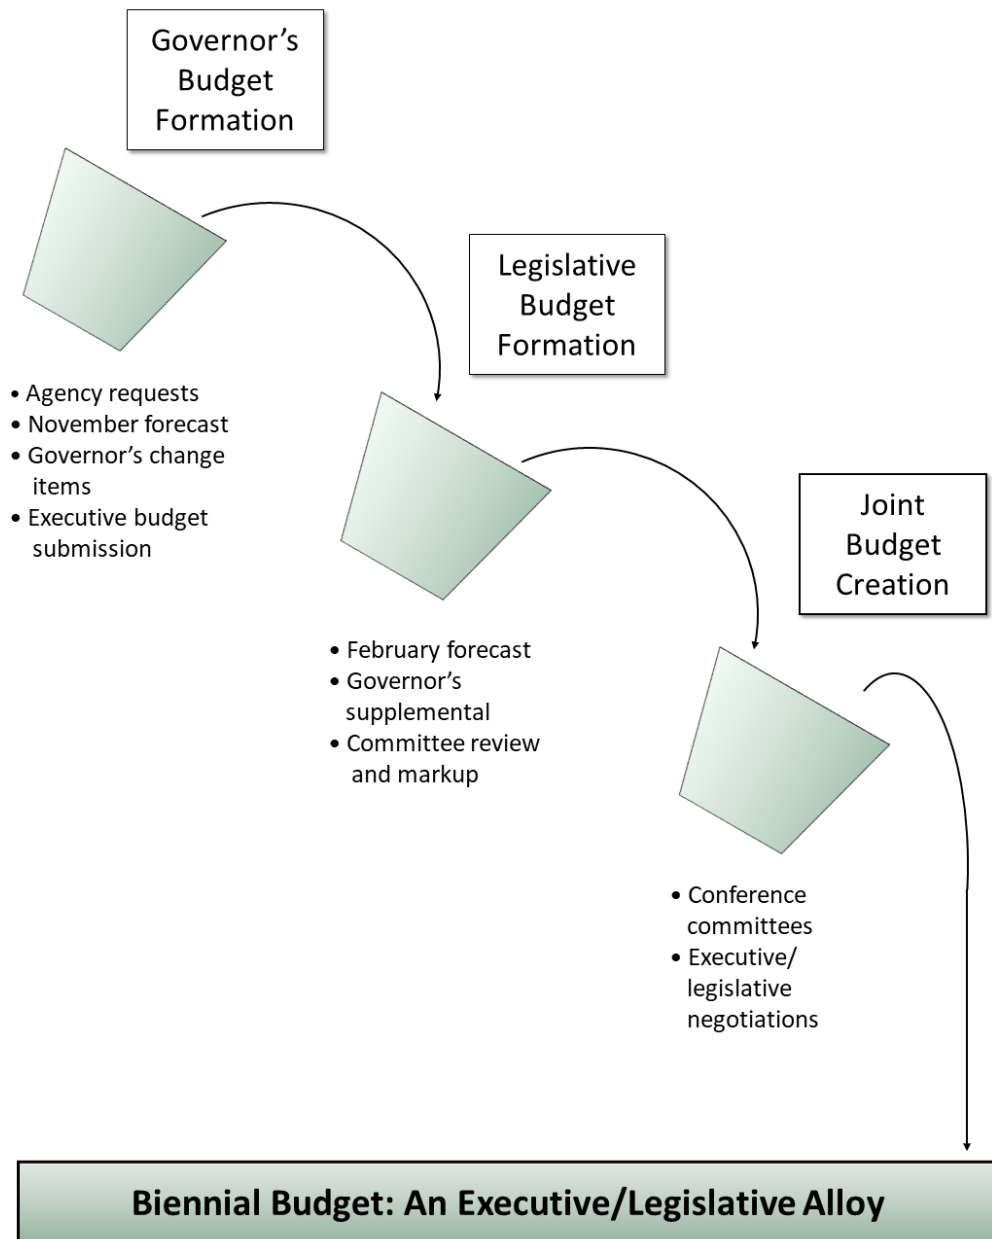 Governor’s
Budget
Formation
• Agency requests
• November forecast
• Governor’s change
items
• Executive budget
submission
Legislative
Budget
Formation
• February forecast
• Governor’s
supplemental
• Committee review
and markup
Joint
Budget
Creation
• Conference
committees
• Executive/
legislative
negotiations
Biennial Budget: An Executive/Legislative Alloy